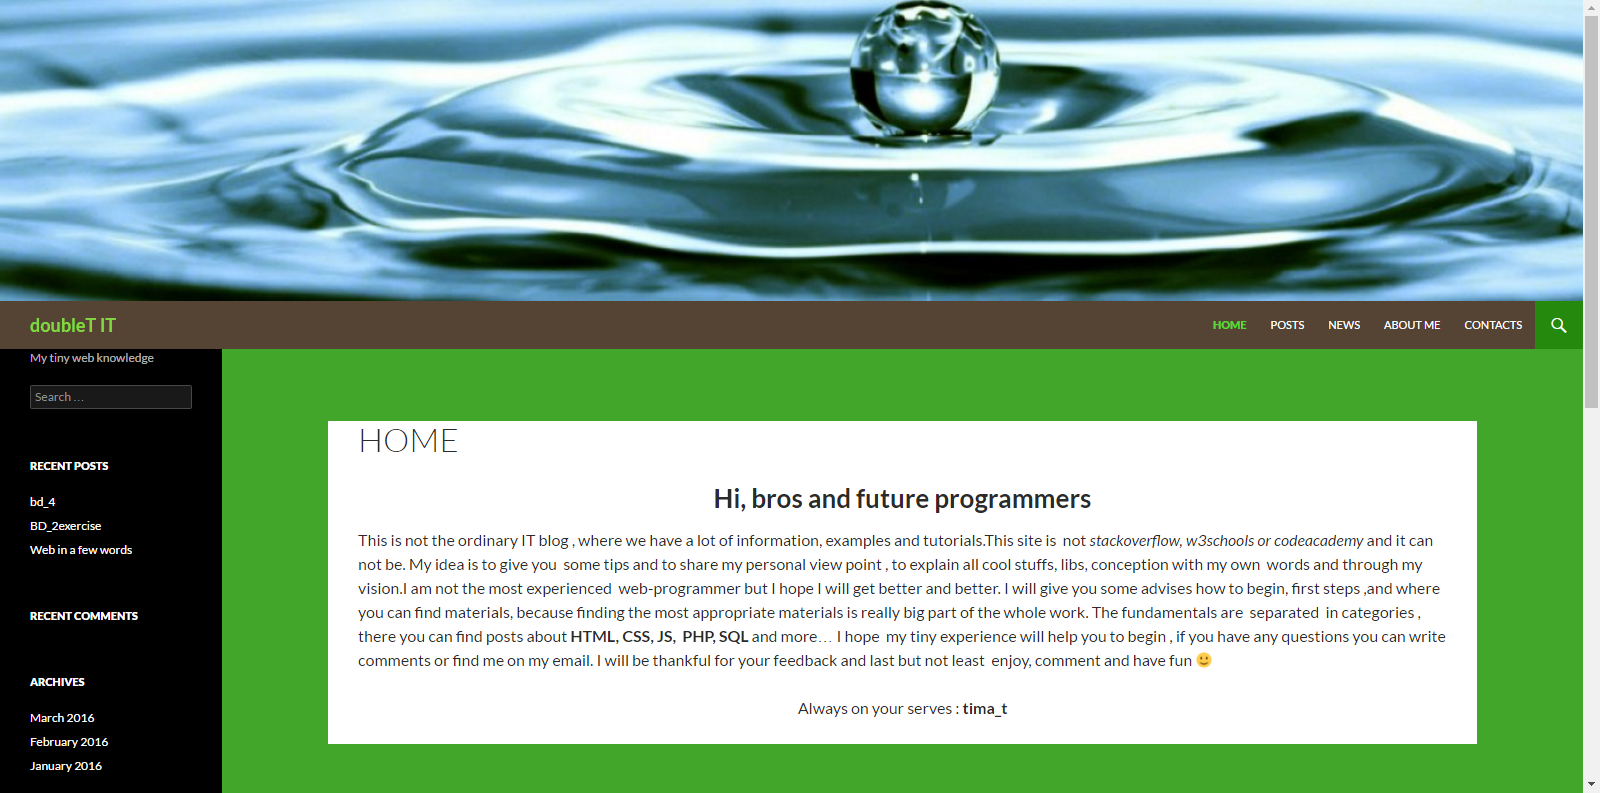 doubleT IT
HOME POSTS NEWS ABOUT ME CONTACTS
My tiny web knowledge
Search ...
RECENT POSTS
bd_4
BD_2exercise
Web in a few words
RECENT COMMENTS
ARCHIVES
March 2016
February 2016
January 2016
HOME
Hi, bros and future programmers
This is not the ordinary IT blog , where we have a lot of information, examples and tutorials.This site is  not stackoverflow, w3schools or codeacademy and it can
not be. My idea is to give you  some tips and to share my personal view point , to explain all cool stuffs, libs, conception with my own  words and through my
vision.I am not the most experienced  web-programmer but I hope I will get better and better. I will give you some advises how to begin, first steps ,and where
you can find materials, because finding the most appropriate materials is really big part of the whole work. The fundamentals are  separated  in categories ,
there you can find posts about HTML, CSS, JS,  PHP, SQL and more… I hope  my tiny experience will help you to begin , if you have any questions you can write
comments or find me on my email. I will be thankful for your feedback and last but not least  enjoy, comment and have fun 🙂
Always on your serves : tima_t